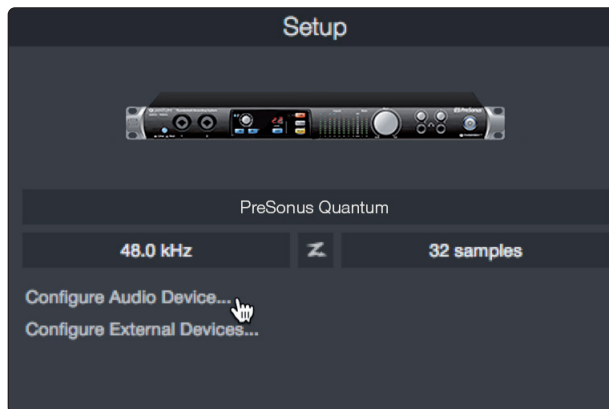 Setup
PreSonus Quantum
48.0 kHz Z 32 samples
Configure Audio Device...
Configure External Devices...